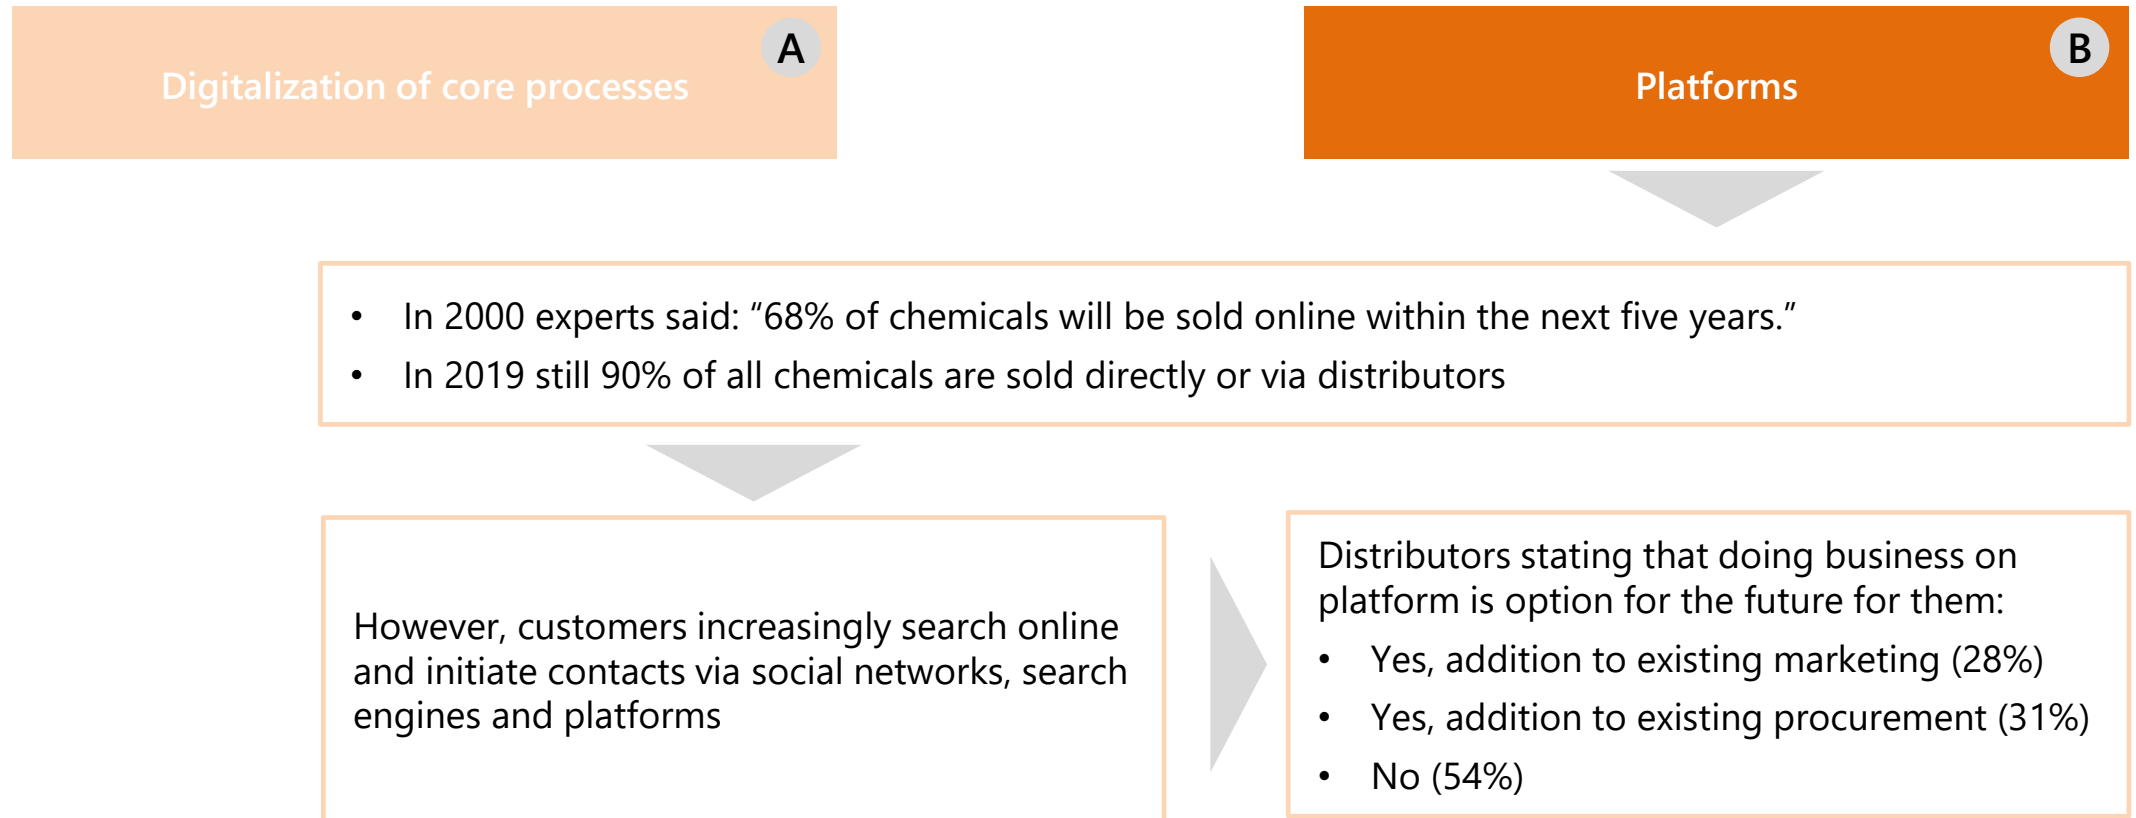 A
Digitalization of core processes
B
Platforms
• In 2000 experts said: “68% of chemicals will be sold online within the next five years.”
• In 2019 still 90% of all chemicals are sold directly or via distributors
However, customers increasingly search online
and initiate contacts via social networks, search
engines and platforms
Distributors stating that doing business on
platform is option for the future for them:
• Yes, addition to existing marketing (28%)
• Yes, addition to existing procurement (31%)
• No (54%)